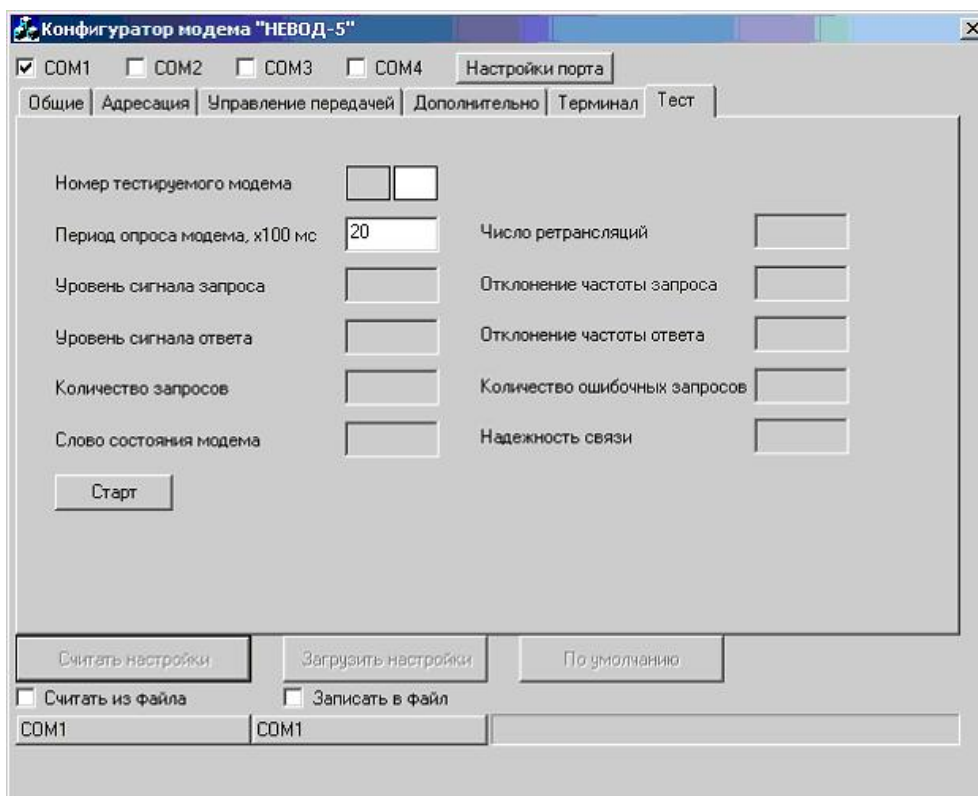 Конфигуратор модема "НЕВОД-5"
COM1 COM2 COM3 COM4 Настройки порта
Общие Адресация Управление передачей Дополнительно Терминал Тест
Номер тестируемого модема
Период опроса модема, x100 мс 20 Число ретрансляций
Уровень сигнала запроса Отклонение частоты запроса
Уровень сигнала ответа Отклонение частоты ответа
Количество запросов Количество ошибочных запросов
Слово состояния модема Надежность связи
Старт
Считать настройки Загрузить настройки По умолчанию
Считать из файла Записать в файл
COM1 COM1